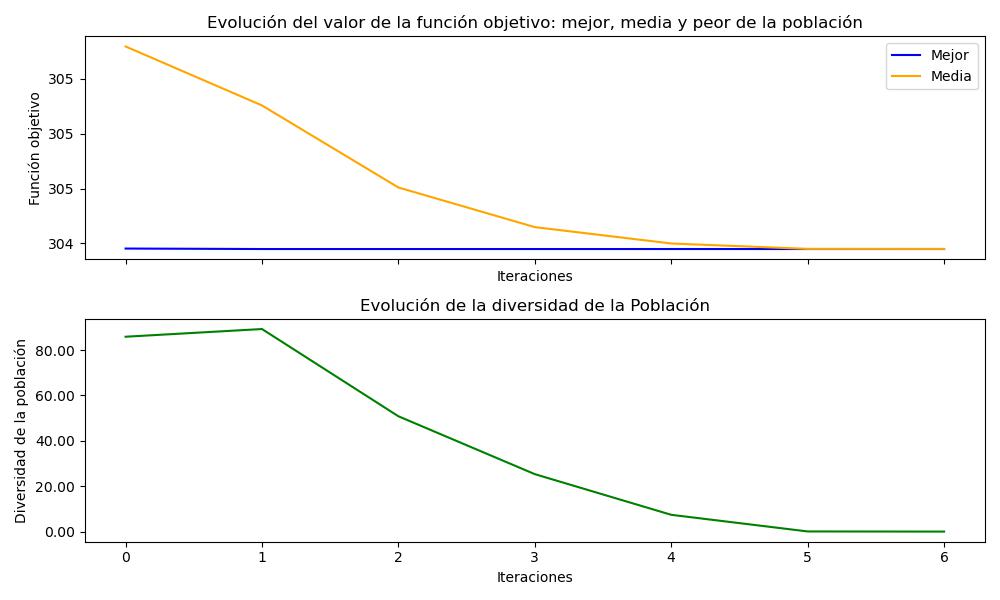 Evolución del valor de la función objetivo: mejor, media y peor de la población
Función objetivo
305
305
305
304
Mejor
Media
Iteraciones
Evolución de la diversidad de la Población
Diversidad de la población
80.00
60.00
40.00
20.00
0.00
0 1 2 3 4 5 6
Iteraciones